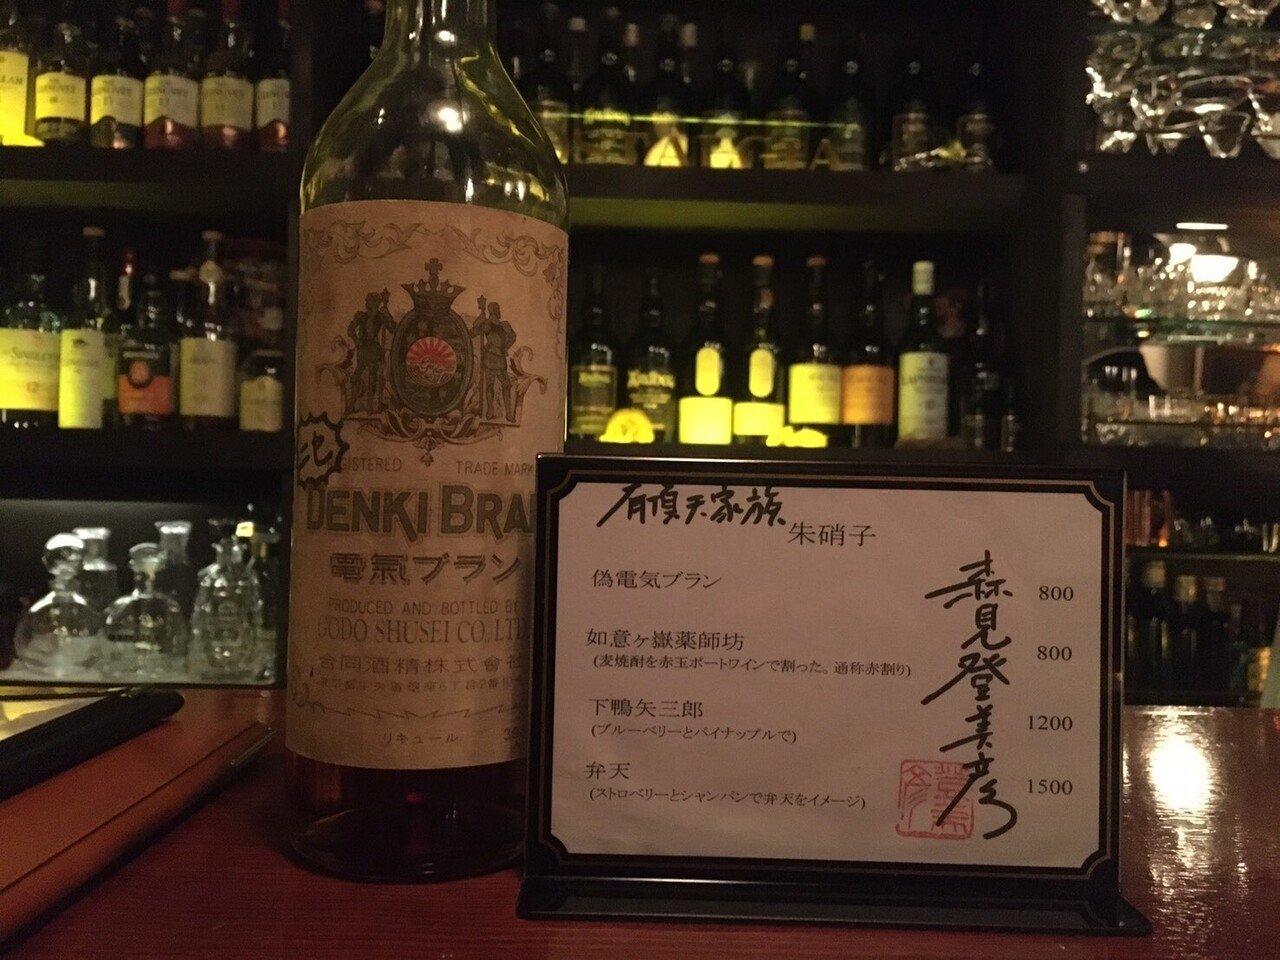 ニセ
REGISTERED TRADE MARK
DENKI BRAN
電氣ブラン
PRODUCED AND BOTTLED BY
GODO SHUSEI CO., LTD
合同酒精株式會社
リキュール
有頂天家族
朱硝子
偽電気ブラン 800
如意ヶ嶽薬師坊 800
(麦焼酎を赤玉ポートワインで割った。通称赤割り)
下鴨矢三郎 1200
(ブルーベリーとパイナップルで)
弁天 1500
(ストロベリーとシャンパンで弁天をイメージ)
森見登美彦